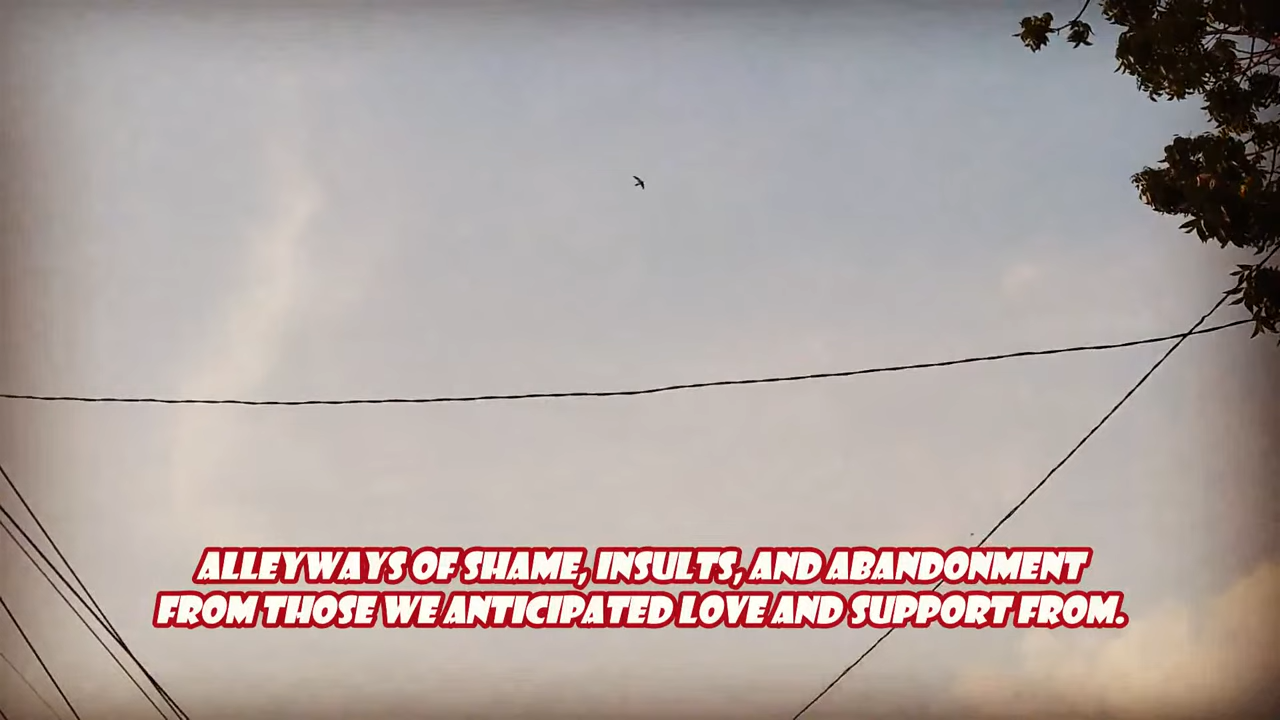 ALLEYWAYS OF SHAME, INSULTS, AND ABANDONMENT
FROM THOSE WE ANTICIPATED LOVE AND SUPPORT FROM.